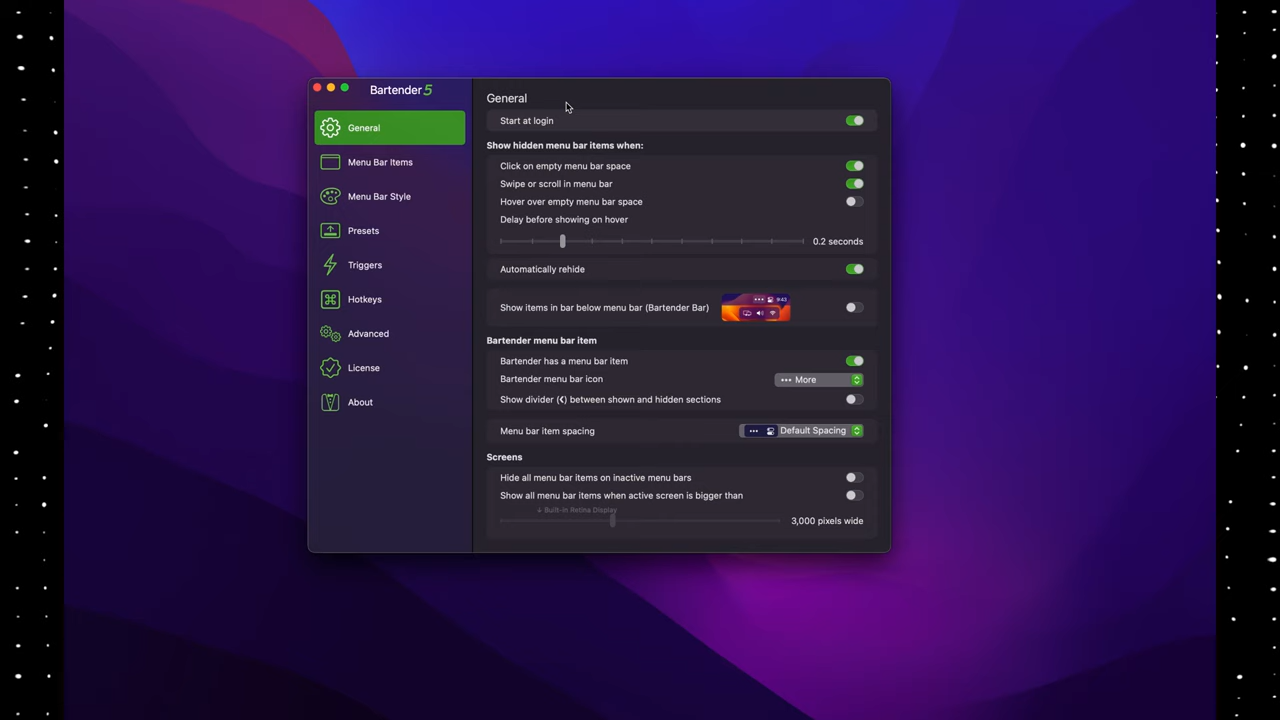 Bartender 5
General
Menu Bar Items
Menu Bar Style
Presets
Triggers
Hotkeys
Advanced
License
About
General
Start at login
Show hidden menu bar items when:
Click on empty menu bar space
Swipe or scroll in menu bar
Hover over empty menu bar space
Delay before showing on hover
0.2 seconds
Automatically rehide
Show items in bar below menu bar (Bartender Bar)
9:43
Bartender menu bar item
Bartender has a menu bar item
Bartender menu bar icon
••• More
Show divider (❮) between shown and hidden sections
Menu bar item spacing
••• Default Spacing
Screens
Hide all menu bar items on inactive menu bars
Show all menu bar items when active screen is bigger than
↓ Built-in Retina Display
3,000 pixels wide